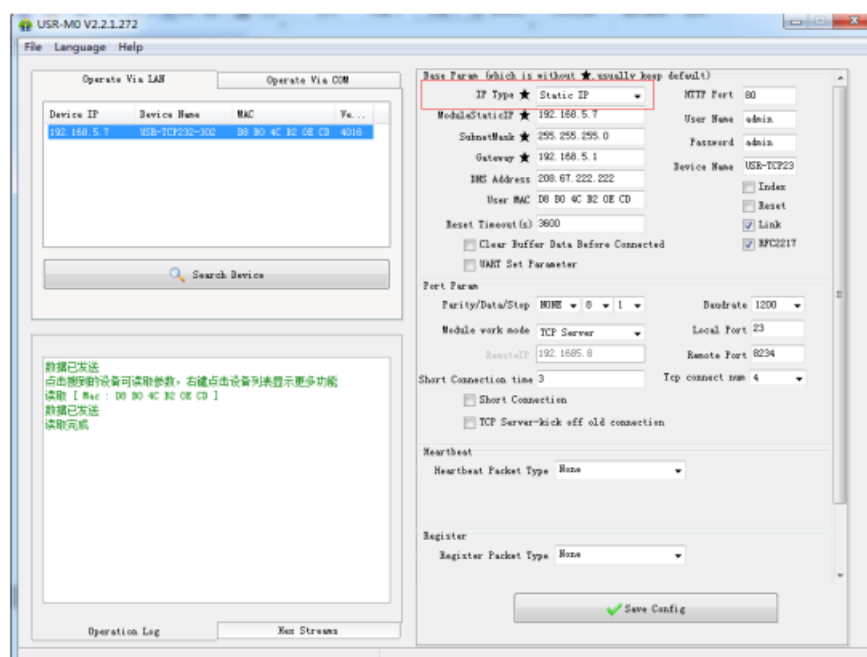 USR-M0 V2.2.1.272
File Language Help
Operate Via LAN Operate Via COM
Device IP Device Name MAC Ve...
192.168.5.7 USR-TCP232-302 D8 B0 4C B2 0E CD 4016
Search Device
数据已发送
点击搜到的设备可读取参数，右键点击设备列表显示更多功能
读取 [ Mac : D8 B0 4C B2 0E CD ]
数据已发送
读取完成
Operation Log Hex Streams
Base Param (which is without ★,usually keep default)
IP Type ★ Static IP HTTP Port 80
ModuleStaticIP ★ 192.168.5.7 User Name admin
SubnetMask ★ 255.255.255.0 Password admin
Gateway ★ 192.168.5.1 Device Name USR-TCP23
DNS Address 208.67.222.222 Index
User MAC D8 B0 4C B2 0E CD Reset
Reset Timeout(s) 3600 Link
Clear Buffer Data Before Connected RFC2217
UART Set Parameter
Port Param
Parity/Data/Stop NONE 8 1 Baudrate 1200
Module work mode TCP Server Local Port 23
RemoteIP 192.1685.8 Remote Port 8234
Short Connection time 3 Tcp connect num 4
Short Connection
TCP Server-kick off old connection
Heartbeat
Heartbeat Packet Type None
Register
Register Packet Type None
Save Config